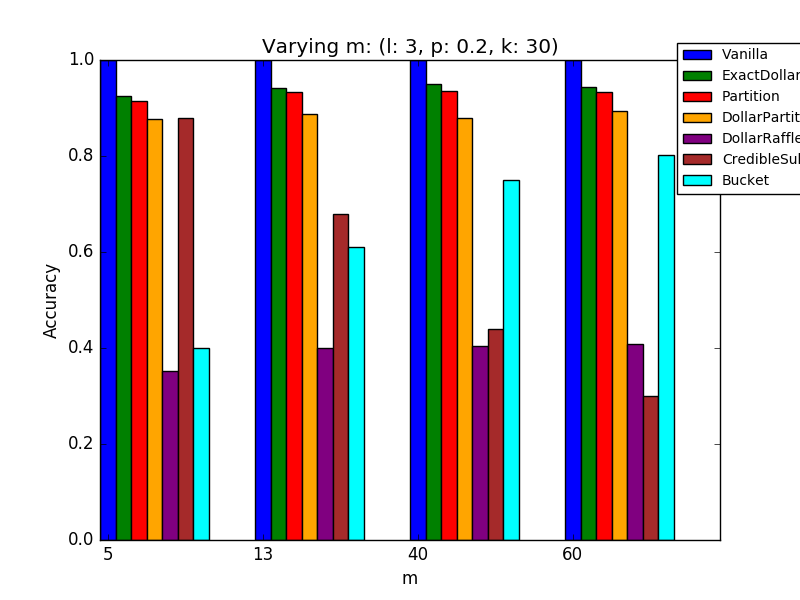 Varying m: (l: 3, p: 0.2, k: 30)
Vanilla
ExactDollar
Partition
DollarPartit
DollarRaffle
CredibleSu
Bucket
1.0
0.8
0.6
0.4
0.2
0.0
Accuracy
5 13 40 60
m